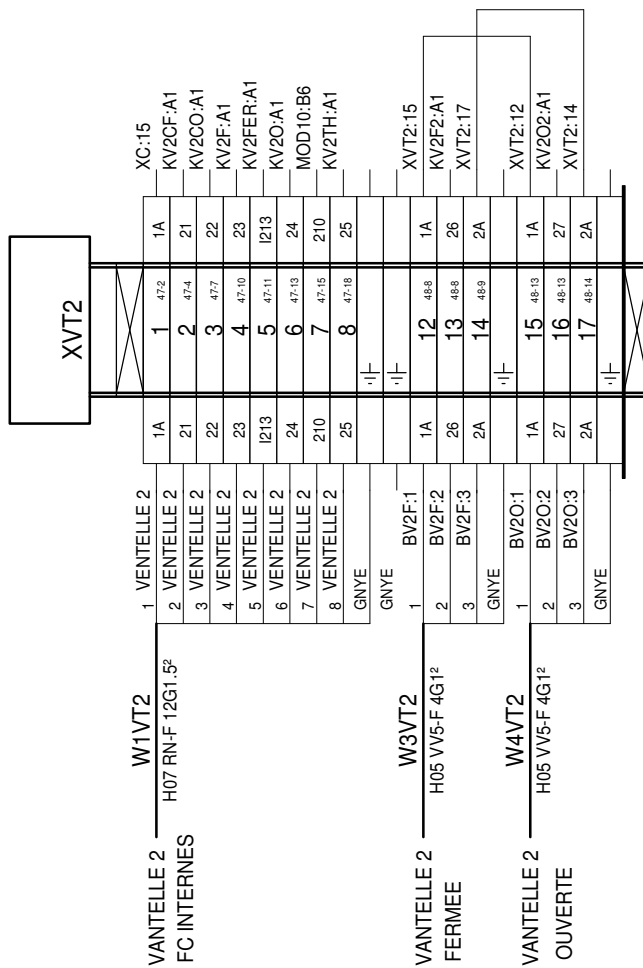 XVT2
VANTELLE 2
FC INTERNES
W1VT2
H07 RN-F 12G1.5²
1 VENTELLE 2 1A 1 47-2 1A XC:15
2 VENTELLE 2 21 2 47-4 21 KV2CF:A1
3 VENTELLE 2 22 3 47-7 22 KV2CO:A1
4 VENTELLE 2 23 4 47-10 23 KV2F:A1
5 VENTELLE 2 I213 5 47-11 I213 KV2FER:A1
6 VENTELLE 2 24 6 47-13 24 KV2O:A1
7 VENTELLE 2 210 7 47-15 210 MOD10:B6
8 VENTELLE 2 25 8 47-18 25 KV2TH:A1
GNYE
GNYE
VANTELLE 2
FERMEE
W3VT2
H05 VV5-F 4G1²
1 BV2F:1 1A 12 48-8 1A XVT2:15
2 BV2F:2 26 13 48-8 26 KV2F2:A1
3 BV2F:3 2A 14 48-9 2A XVT2:17
GNYE
VANTELLE 2
OUVERTE
W4VT2
H05 VV5-F 4G1²
1 BV2O:1 1A 15 48-13 1A XVT2:12
2 BV2O:2 27 16 48-13 27 KV2O2:A1
3 BV2O:3 2A 17 48-14 2A XVT2:14
GNYE